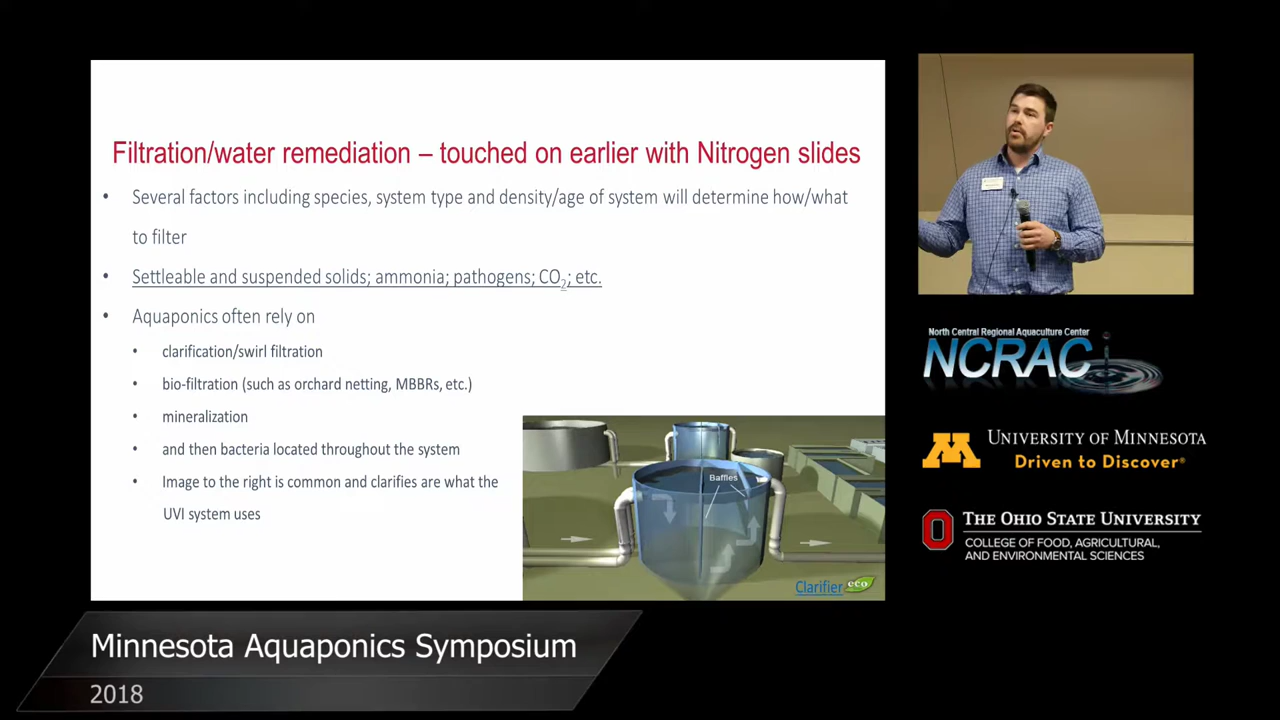 Filtration/water remediation – touched on earlier with Nitrogen slides
• Several factors including species, system type and density/age of system will determine how/what
to filter
• Settleable and suspended solids; ammonia; pathogens; CO2; etc.
• Aquaponics often rely on
• clarification/swirl filtration
• bio-filtration (such as orchard netting, MBBRs, etc.)
• mineralization
• and then bacteria located throughout the system
• Image to the right is common and clarifies are what the
UVI system uses
Baffles
Clarifier eco
North Central Regional Aquaculture Center
NCRAC
M
UNIVERSITY OF MINNESOTA
Driven to Discover®
O
THE OHIO STATE UNIVERSITY
COLLEGE OF FOOD, AGRICULTURAL,
AND ENVIRONMENTAL SCIENCES
Minnesota Aquaponics Symposium
2018